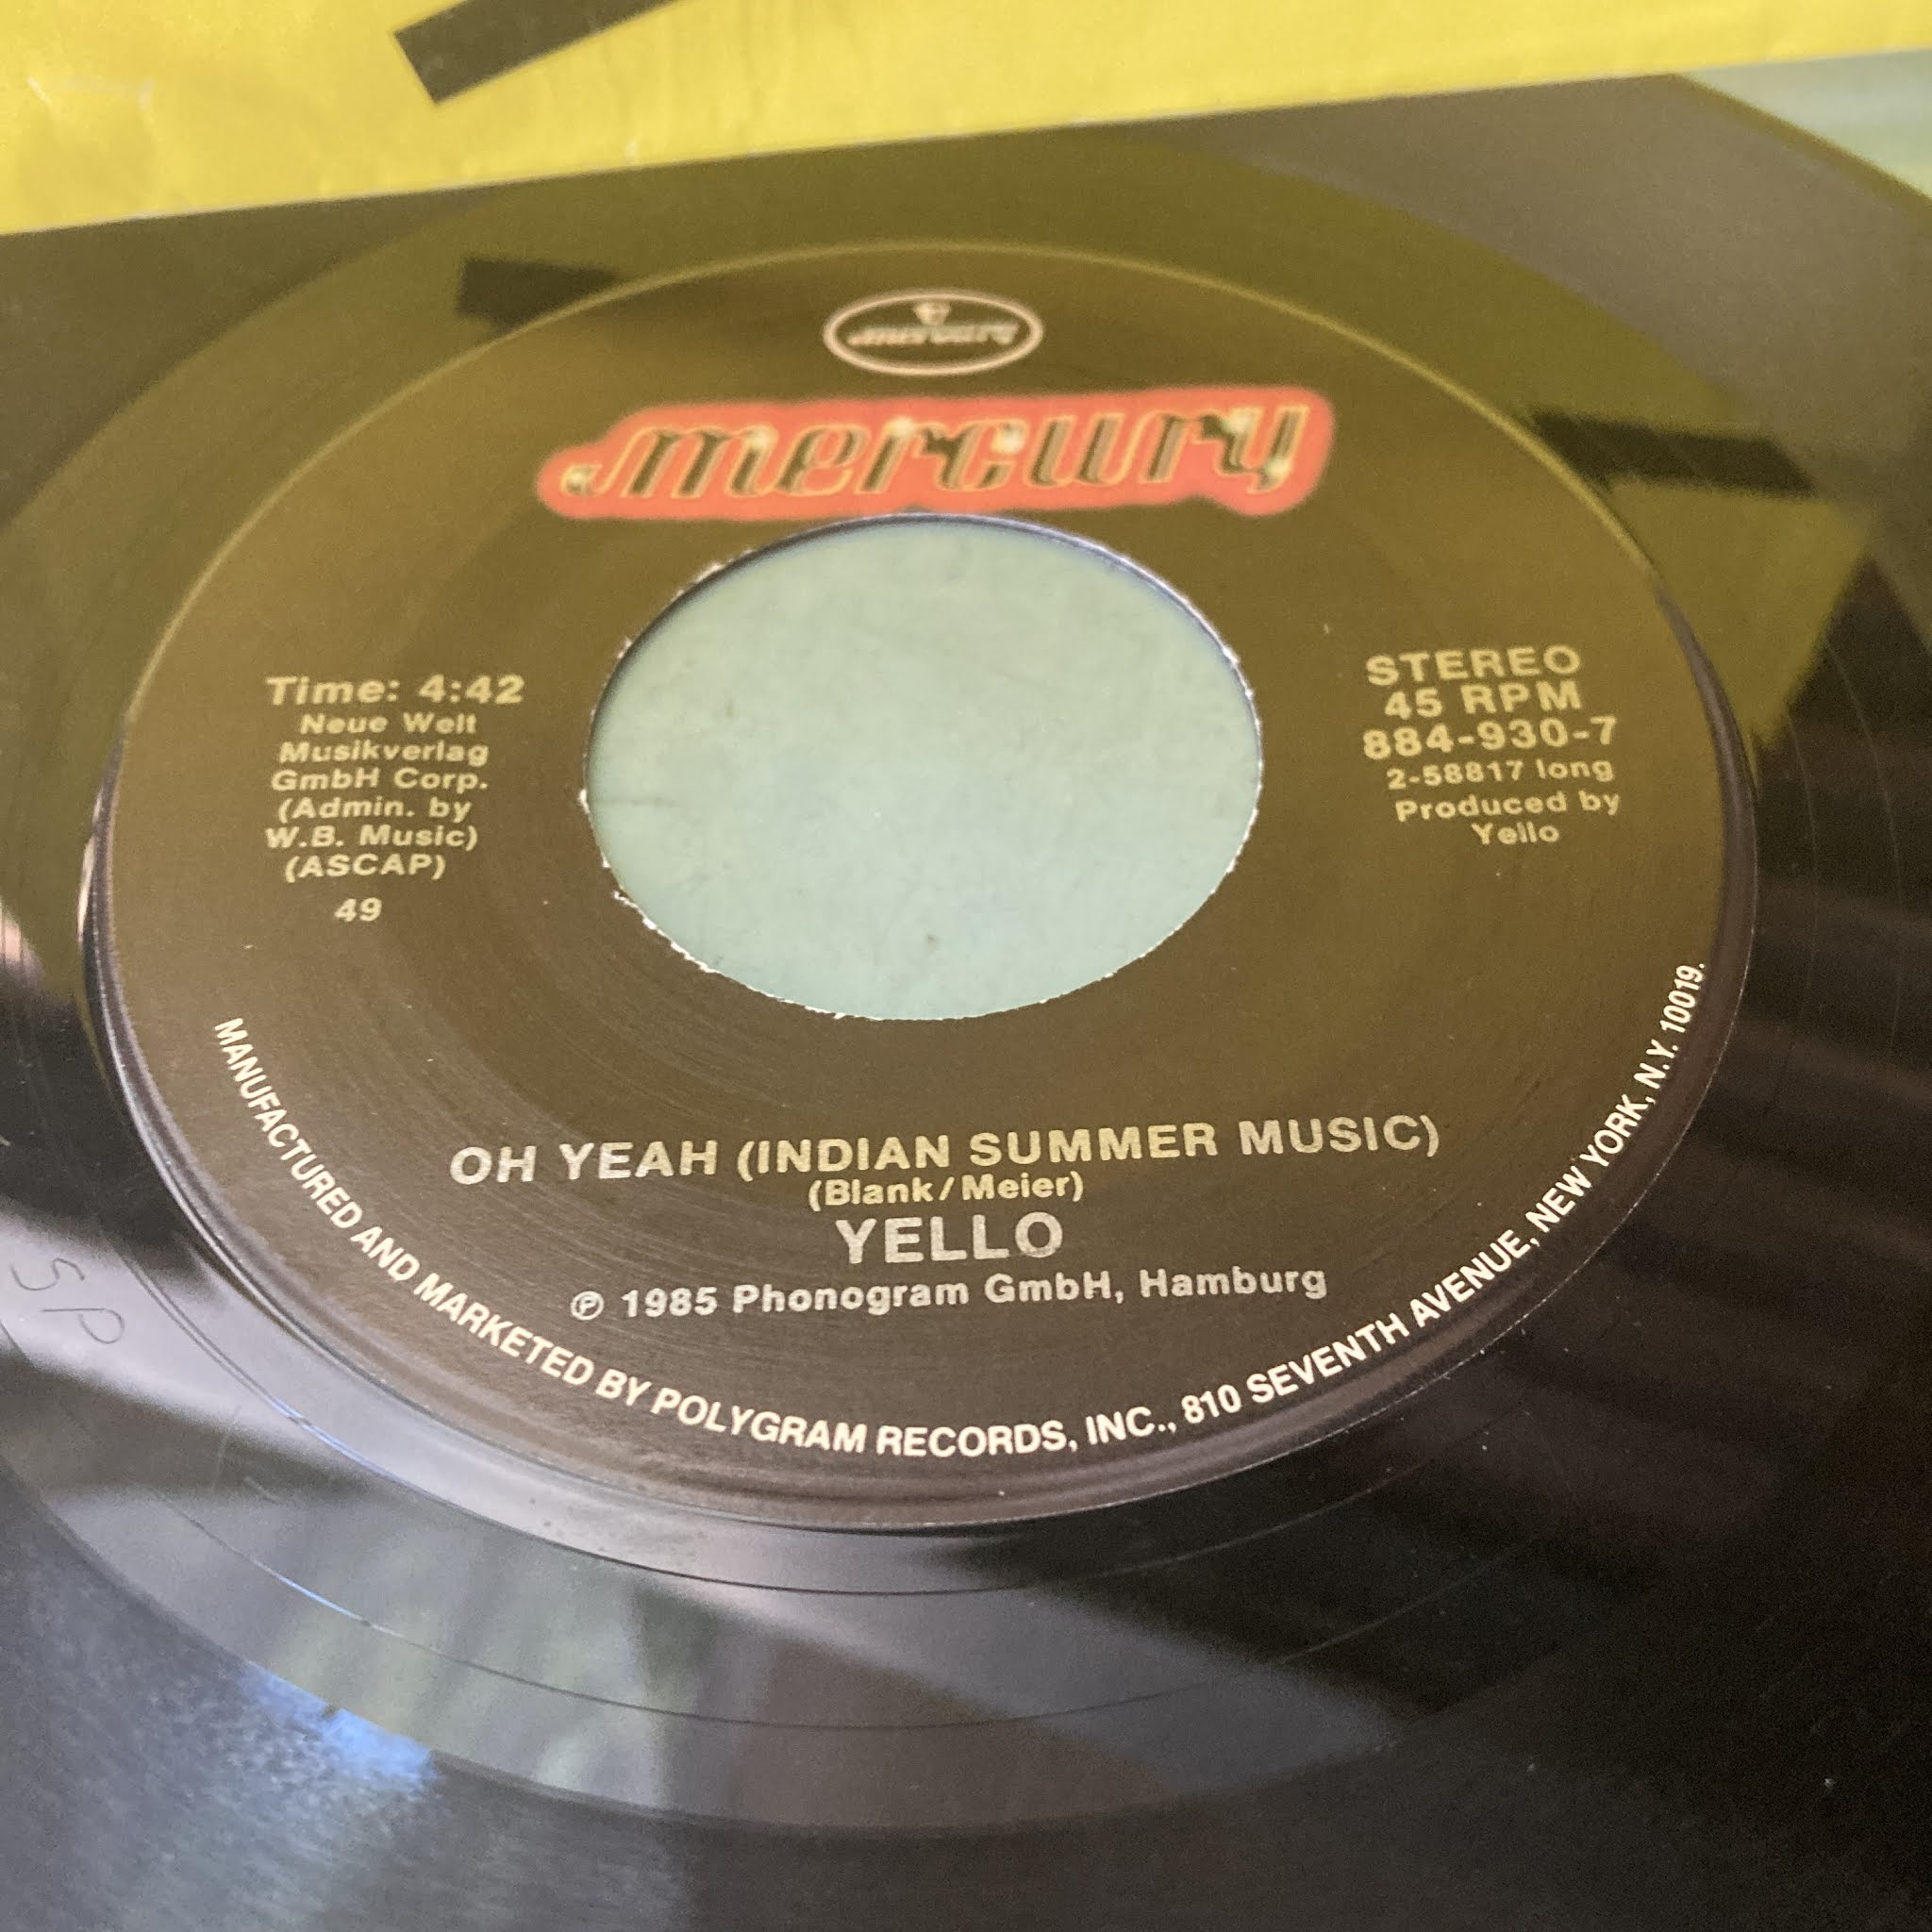 mercury
mercury
Time: 4:42
Neue Welt
Musikverlag
GmbH Corp.
(Admin. by
W.B. Music)
(ASCAP)
49
STEREO
45 RPM
884-930-7
2-58817 long
Produced by
Yello
OH YEAH (INDIAN SUMMER MUSIC)
(Blank/Meier)
YELLO
℗ 1985 Phonogram GmbH, Hamburg
MANUFACTURED AND MARKETED BY POLYGRAM RECORDS, INC., 810 SEVENTH AVENUE, NEW YORK, N.Y. 10019.
SP